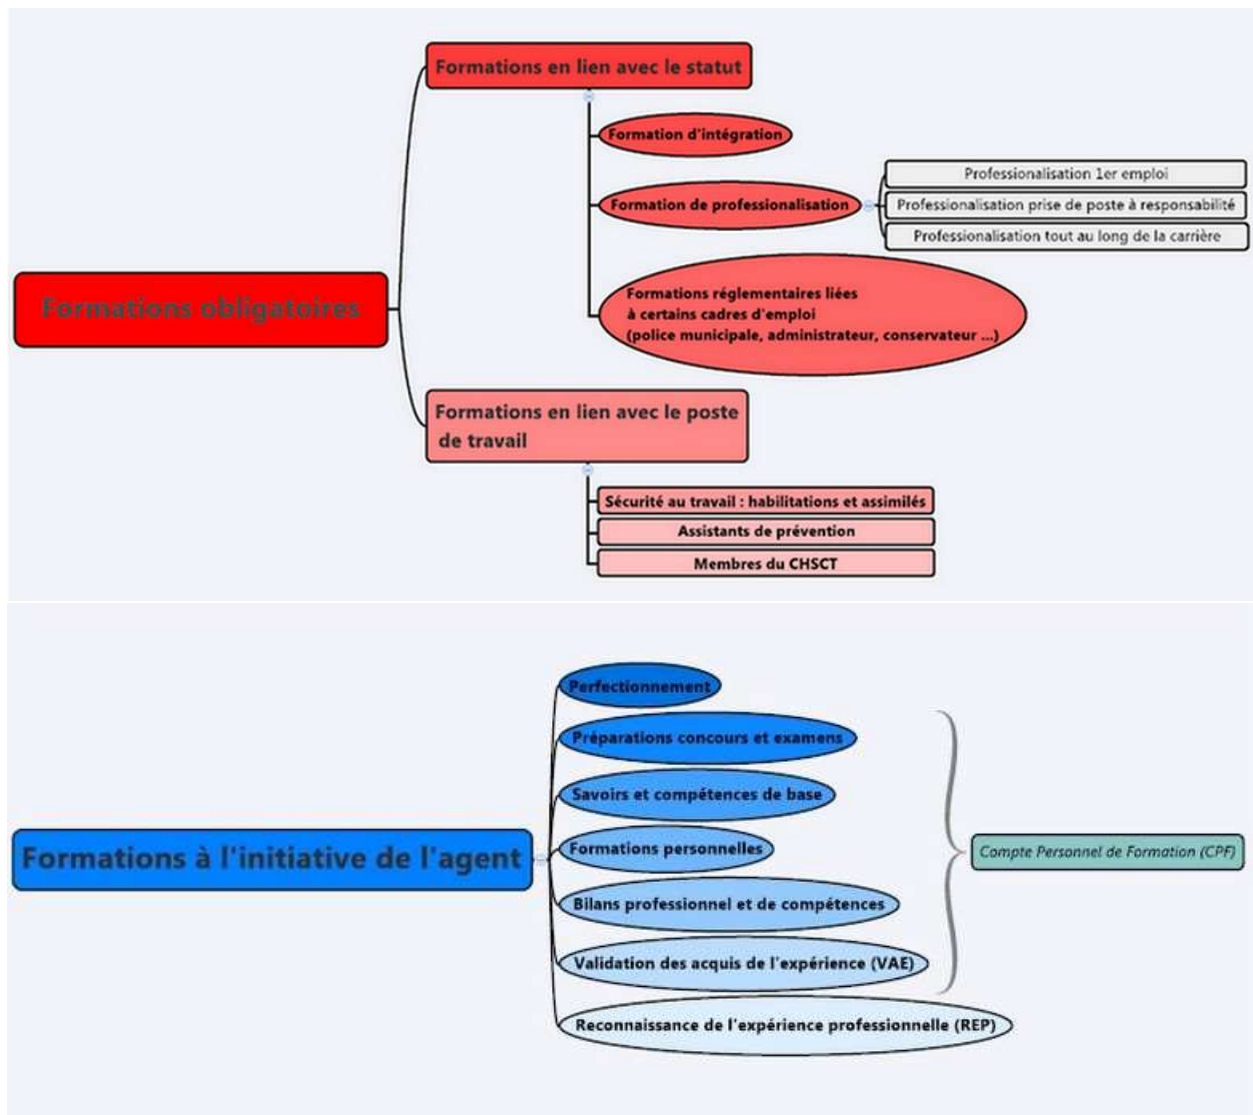 Formations en lien avec le statut
Formation d'intégration
Formation de professionalisation
Professionalisation 1er emploi
Professionalisation prise de poste à responsabilité
Professionalisation tout au long de la carrière
Formations obligatoires
Formations réglementaires liées
à certains cadres d'emploi
(police municipale, administrateur, conservateur ...)
Formations en lien avec le poste
de travail
Sécurité au travail : habilitations et assimilés
Assistants de prévention
Membres du CHSCT
Perfectionnement
Préparations concours et examens
Savoirs et compétences de base
Formations personnelles
Formations à l'initiative de l'agent
Compte Personnel de Formation (CPF)
Bilans professionnel et de compétences
Validation des acquis de l'expérience (VAE)
Reconnaissance de l'expérience professionnelle (REP)